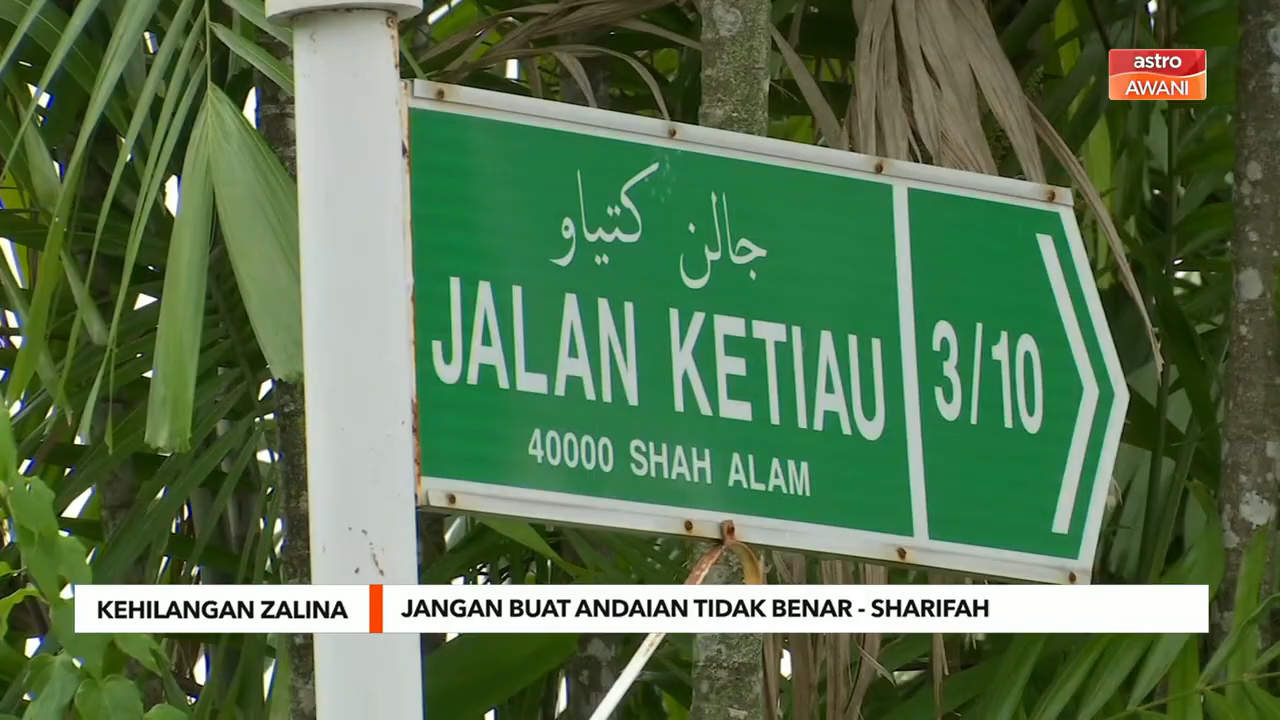 astro
AWANI
جالن کتياو
JALAN KETIAU
3/10
40000 SHAH ALAM
KEHILANGAN ZALINA
JANGAN BUAT ANDAIAN TIDAK BENAR - SHARIFAH